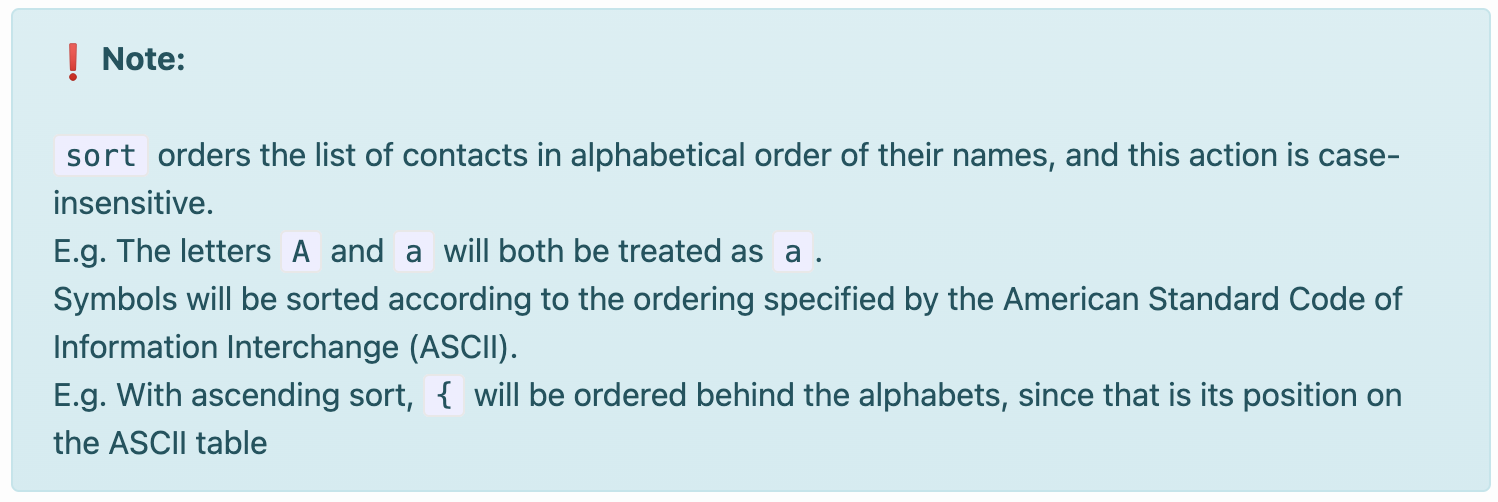 ❗ Note:
sort orders the list of contacts in alphabetical order of their names, and this action is case-
insensitive.
E.g. The letters A and a will both be treated as a.
Symbols will be sorted according to the ordering specified by the American Standard Code of
Information Interchange (ASCII).
E.g. With ascending sort, { will be ordered behind the alphabets, since that is its position on
the ASCII table